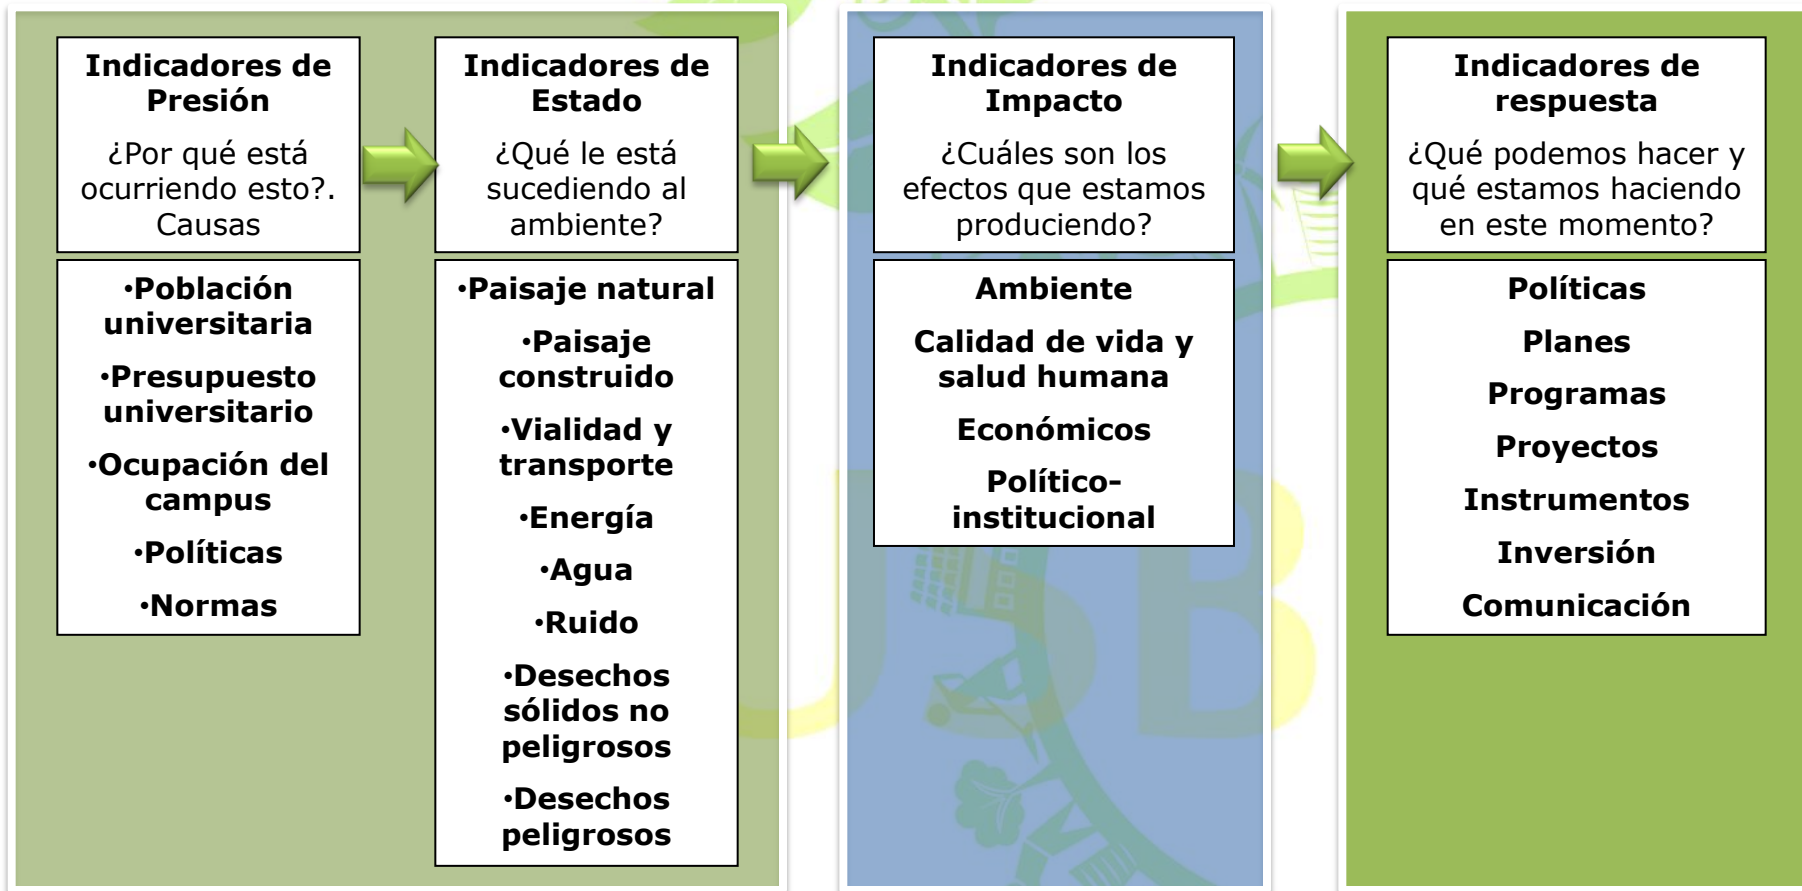 Indicadores de
Presión
¿Por qué está
ocurriendo esto?.
Causas
•Población
universitaria
•Presupuesto
universitario
•Ocupación del
campus
•Políticas
•Normas
Indicadores de
Estado
¿Qué le está
sucediendo al
ambiente?
•Paisaje natural
•Paisaje
construido
•Vialidad y
transporte
•Energía
•Agua
•Ruido
•Desechos
sólidos no
peligrosos
•Desechos
peligrosos
Indicadores de
Impacto
¿Cuáles son los
efectos que estamos
produciendo?
Ambiente
Calidad de vida y
salud humana
Económicos
Político-
institucional
Indicadores de
respuesta
¿Qué podemos hacer y
qué estamos haciendo
en este momento?
Políticas
Planes
Programas
Proyectos
Instrumentos
Inversión
Comunicación
USB